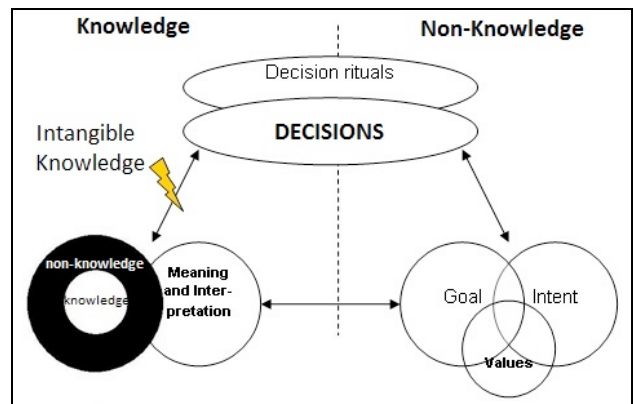 Knowledge
Non-Knowledge
Decision rituals
DECISIONS
Intangible
Knowledge
non-knowledge
knowledge
Meaning
and Inter-
pretation
Goal
Intent
Values